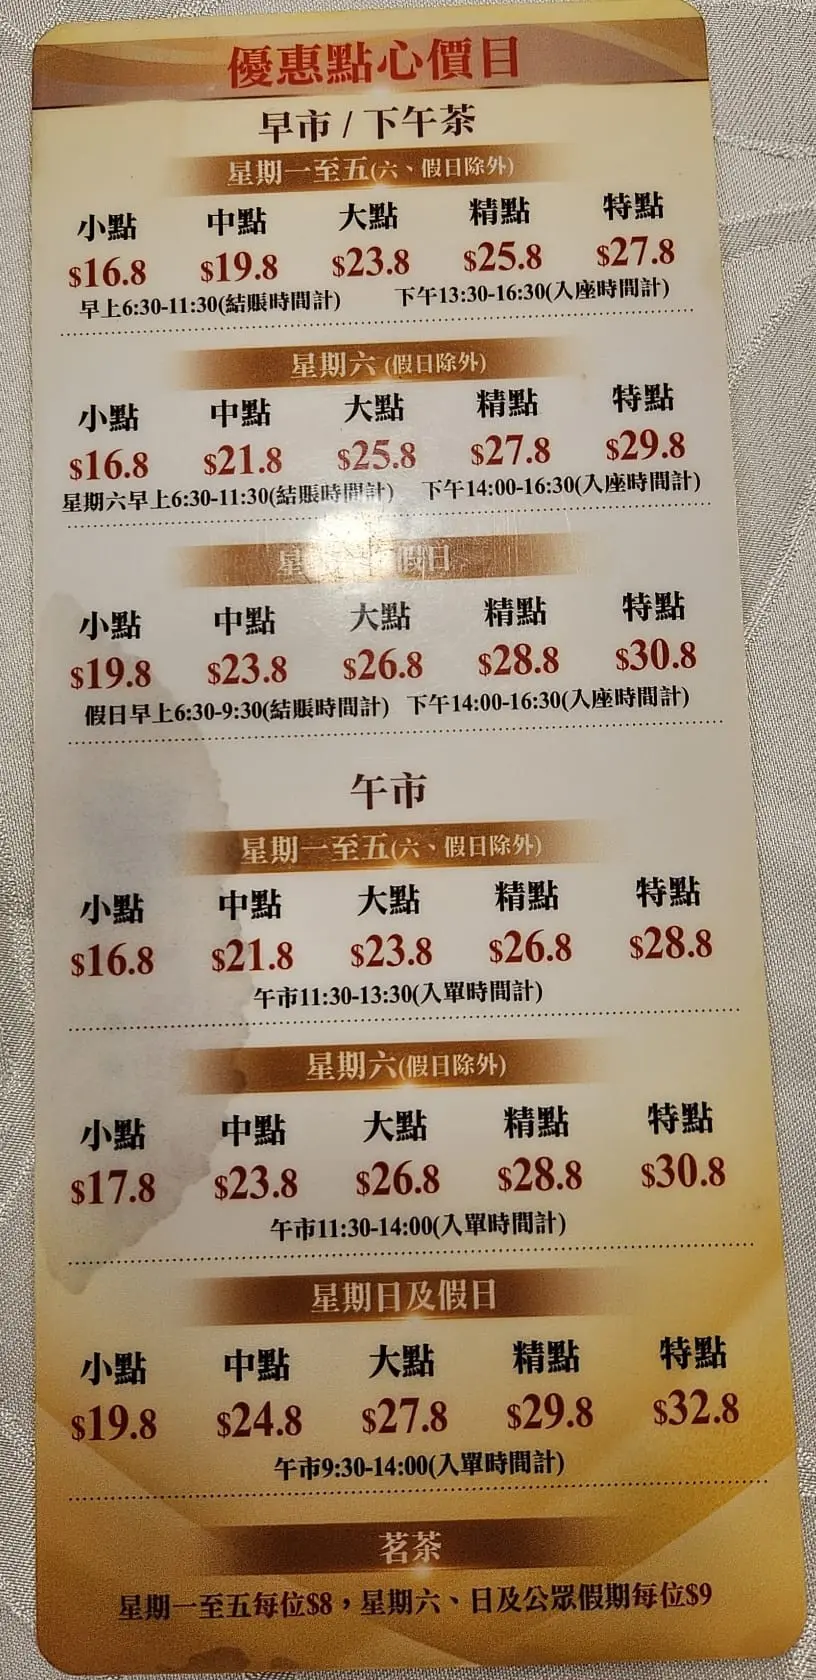 優惠點心價目
早市 / 下午茶
星期一至五(六、假日除外)
小點 中點 大點 精點 特點
$16.8 $19.8 $23.8 $25.8 $27.8
早上6:30-11:30(結賬時間計) 下午13:30-16:30(入座時間計)
星期六(假日除外)
小點 中點 大點 精點 特點
$16.8 $21.8 $25.8 $27.8 $29.8
星期六早上6:30-11:30(結賬時間計) 下午14:00-16:30(入座時間計)
星 假日
小點 中點 大點 精點 特點
$19.8 $23.8 $26.8 $28.8 $30.8
假日早上6:30-9:30(結賬時間計) 下午14:00-16:30(入座時間計)
午市
星期一至五(六、假日除外)
小點 中點 大點 精點 特點
$16.8 $21.8 $23.8 $26.8 $28.8
午市11:30-13:30(入單時間計)
星期六(假日除外)
小點 中點 大點 精點 特點
$17.8 $23.8 $26.8 $28.8 $30.8
午市11:30-14:00(入單時間計)
星期日及假日
小點 中點 大點 精點 特點
$19.8 $24.8 $27.8 $29.8 $32.8
午市9:30-14:00(入單時間計)
茗茶
星期一至五每位$8，星期六、日及公眾假期每位$9